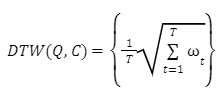 DTW(Q, C) = { 1/T √ T ∑ t=1 ω_t }